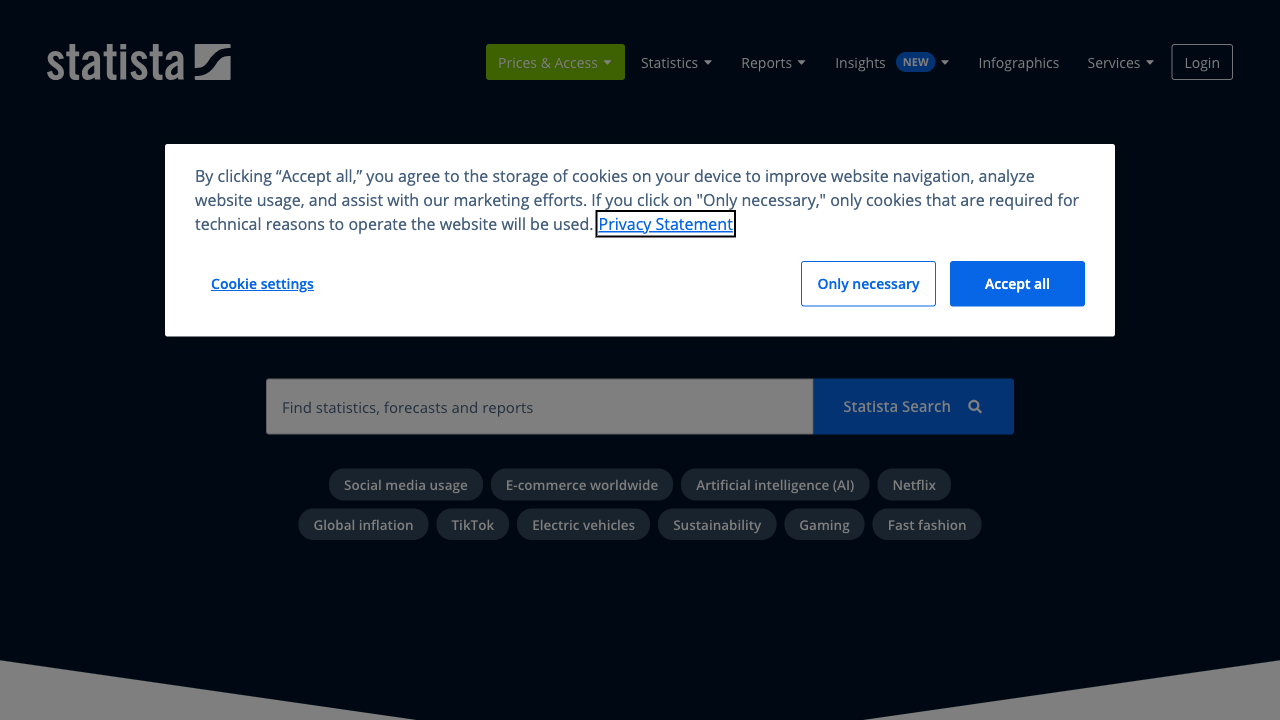 statista
Prices & Access
Statistics
Reports
Insights NEW
Infographics
Services
Login
By clicking “Accept all,” you agree to the storage of cookies on your device to improve website navigation, analyze
website usage, and assist with our marketing efforts. If you click on "Only necessary," only cookies that are required for
technical reasons to operate the website will be used. Privacy Statement
Cookie settings
Only necessary
Accept all
Find statistics, forecasts and reports
Statista Search
Social media usage
E-commerce worldwide
Artificial intelligence (AI)
Netflix
Global inflation
TikTok
Electric vehicles
Sustainability
Gaming
Fast fashion